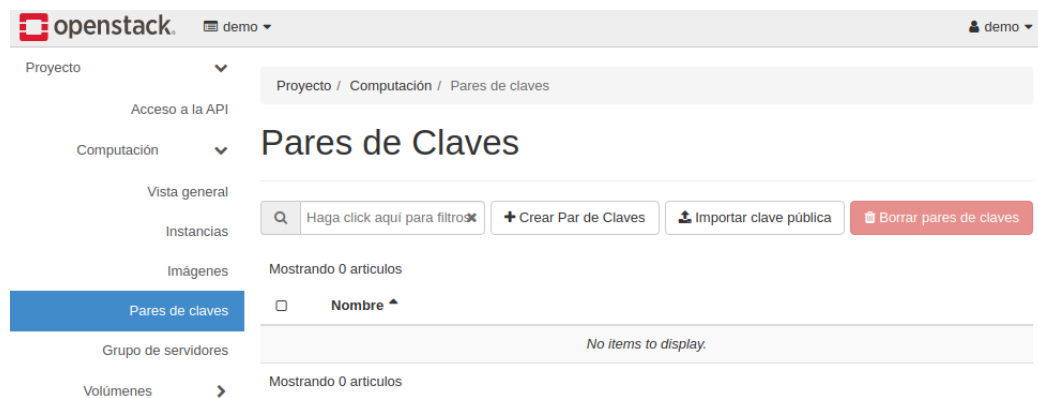 openstack. demo demo
Proyecto
Acceso a la API
Computación
Vista general
Instancias
Imágenes
Pares de claves
Grupo de servidores
Volúmenes
Proyecto / Computación / Pares de claves
Pares de Claves
Haga click aquí para filtros Crear Par de Claves Importar clave pública Borrar pares de claves
Mostrando 0 articulos
Nombre
No items to display.
Mostrando 0 articulos